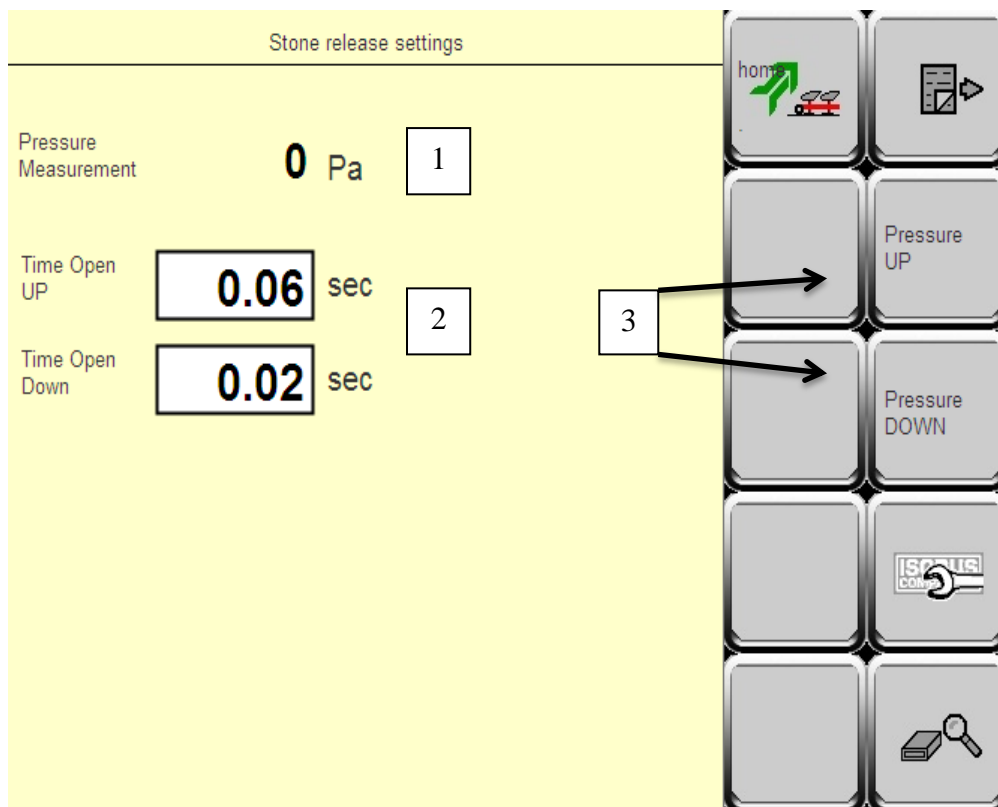 Stone release settings
home
Pressure
Measurement
0 Pa
1
Time Open
UP
0.06 sec
2
3
Pressure
UP
Time Open
Down
0.02 sec
Pressure
DOWN
ISOBUS